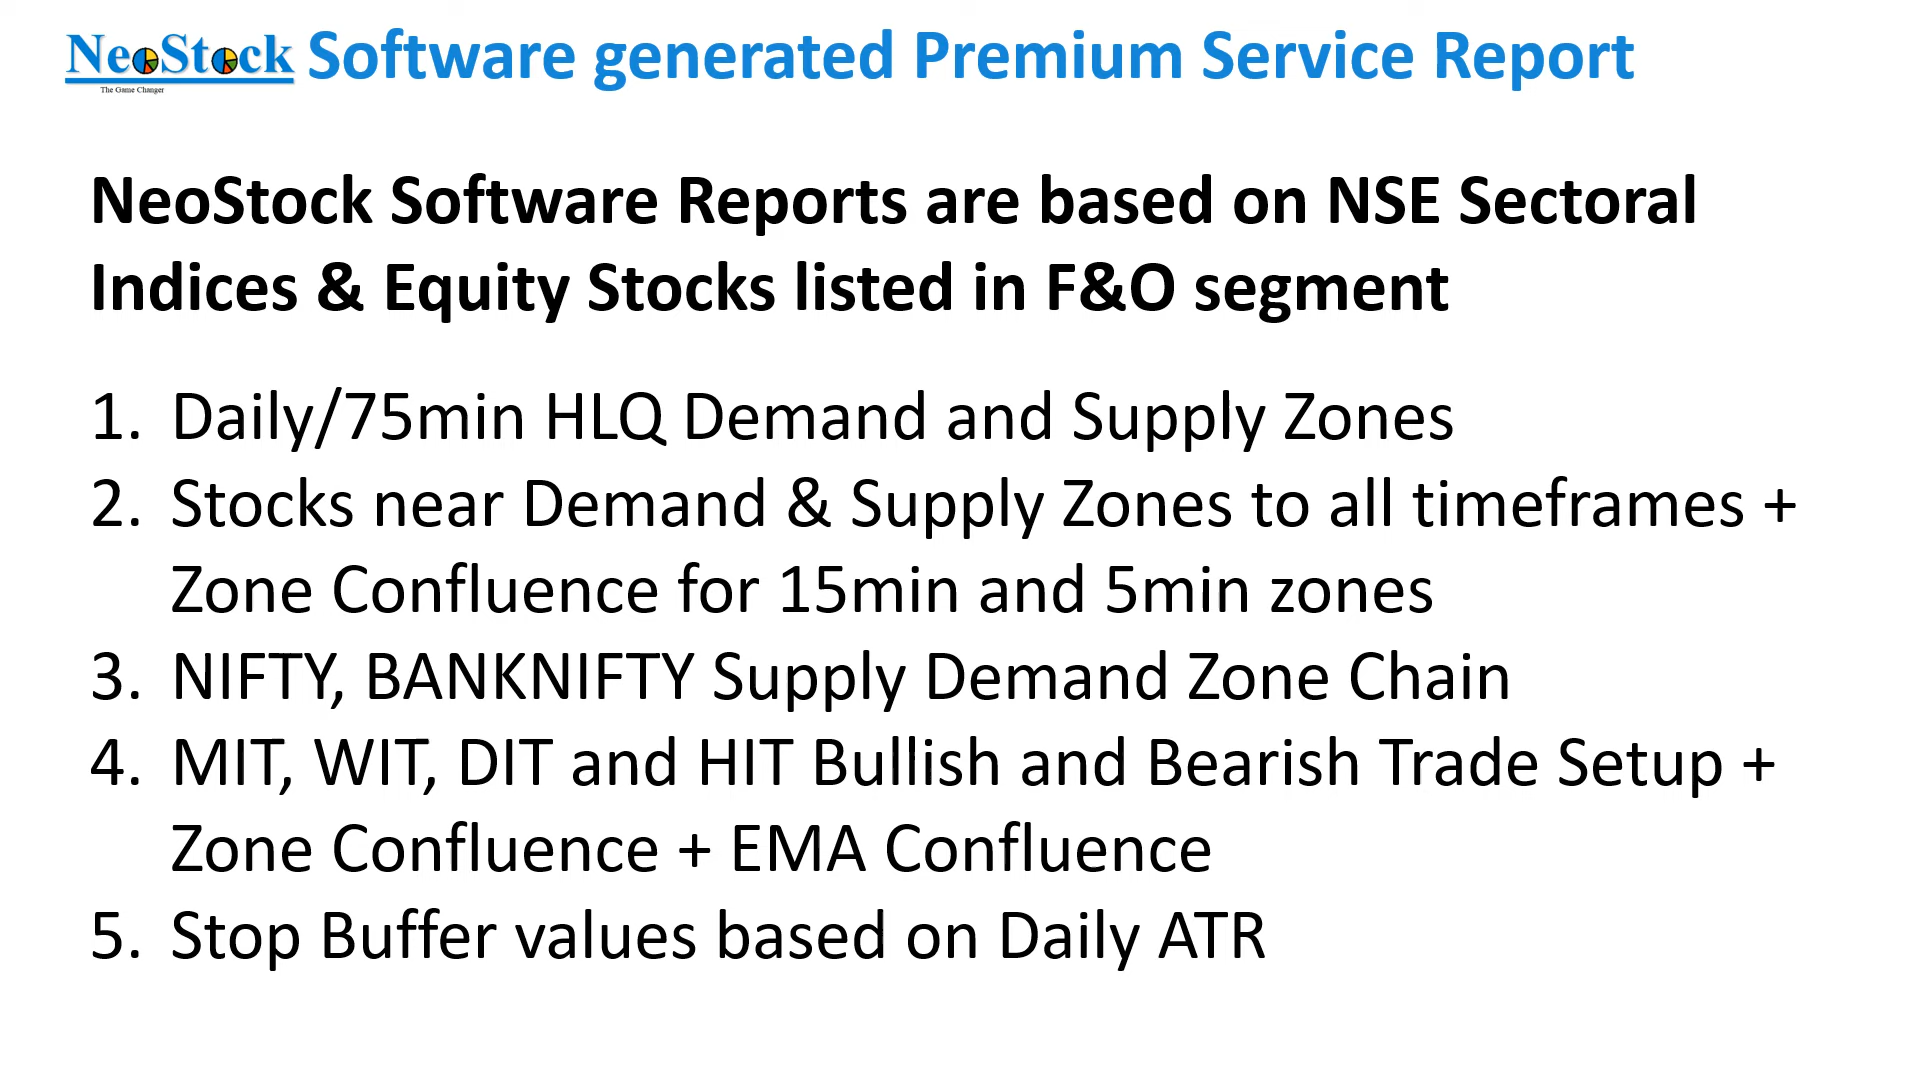 NeoStock Software generated Premium Service Report
The Game Changer
NeoStock Software Reports are based on NSE Sectoral
Indices & Equity Stocks listed in F&O segment
1. Daily/75min HLQ Demand and Supply Zones
2. Stocks near Demand & Supply Zones to all timeframes +
Zone Confluence for 15min and 5min zones
3. NIFTY, BANKNIFTY Supply Demand Zone Chain
4. MIT, WIT, DIT and HIT Bullish and Bearish Trade Setup +
Zone Confluence + EMA Confluence
5. Stop Buffer values based on Daily ATR